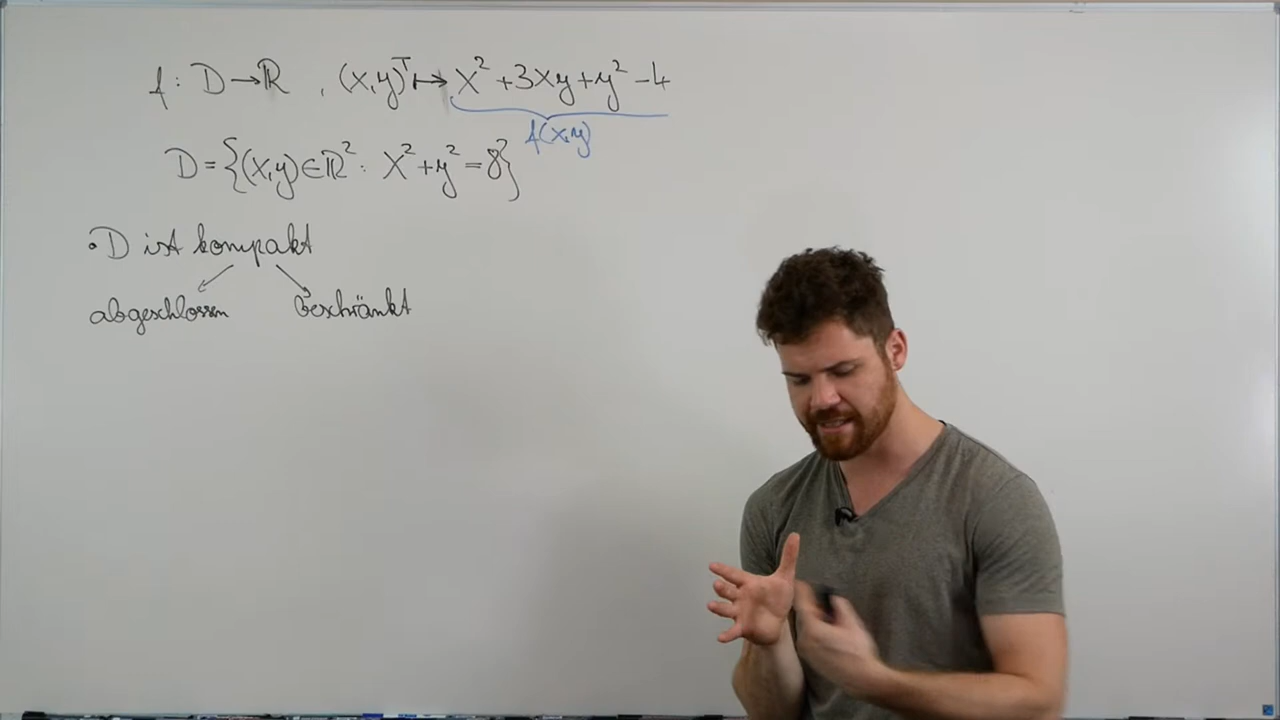 f: D→ℝ , (x,y)ᵀ ↦ x² + 3xy + y² - 4
f(x,y)
D = {(x,y)∈ℝ² : x² + y² = 8}
• D ist kompakt
abgeschlossen beschränkt